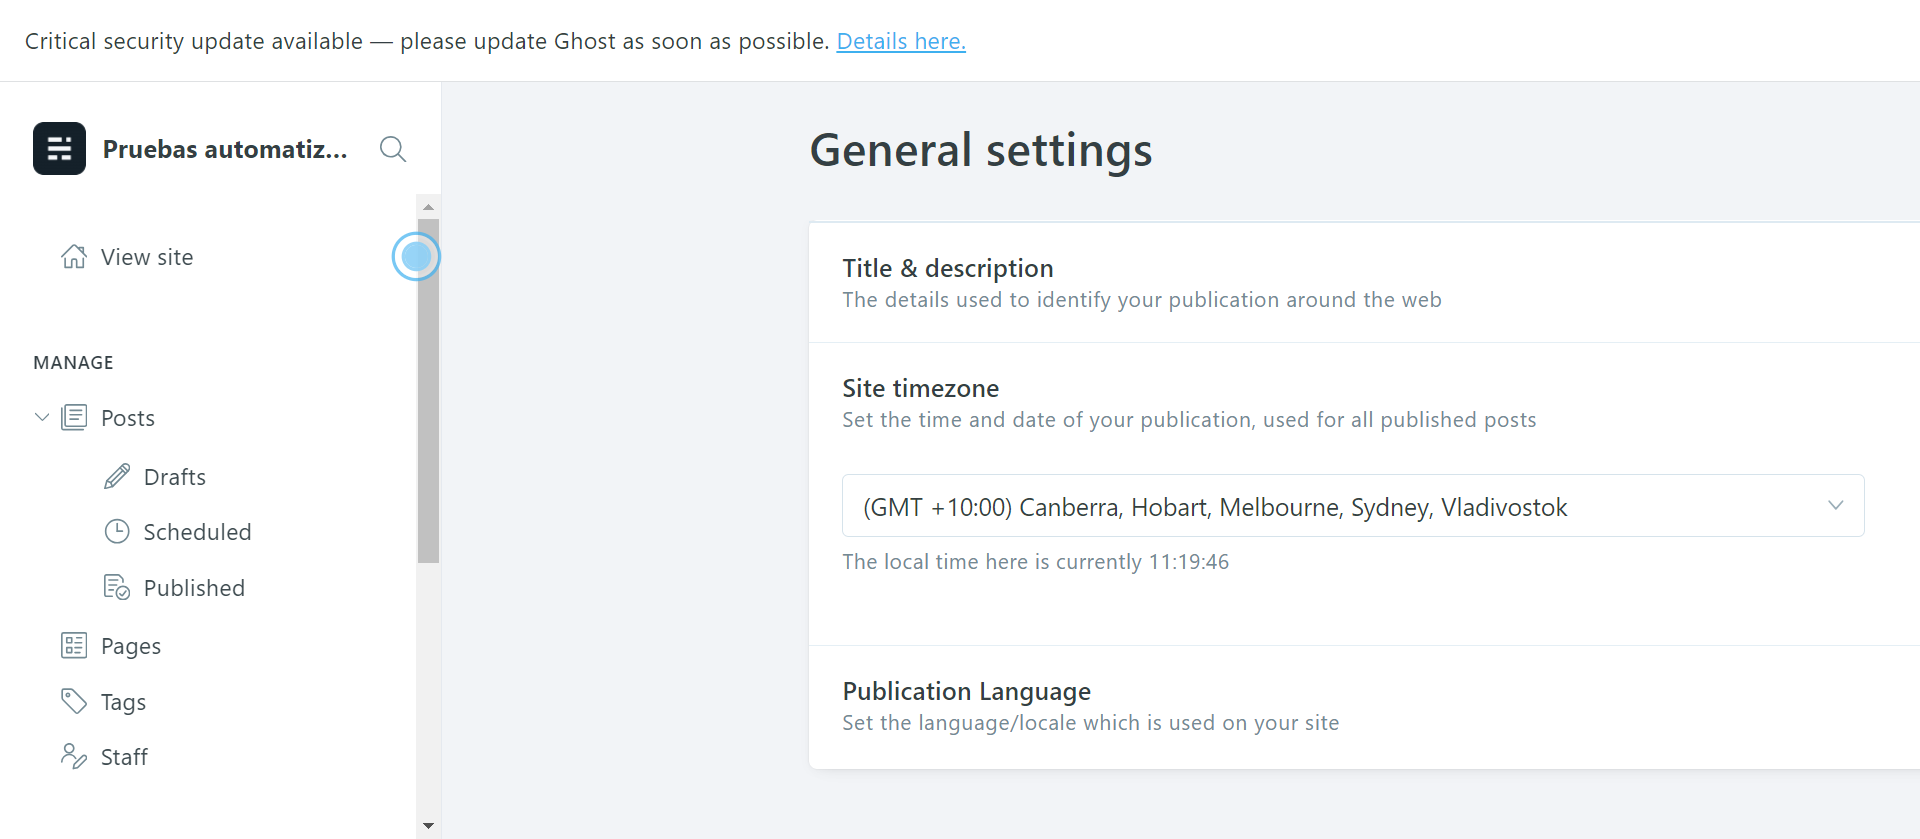 Critical security update available — please update Ghost as soon as possible. Details here.
Pruebas automatiz...
View site
MANAGE
Posts
Drafts
Scheduled
Published
Pages
Tags
Staff
General settings
Title & description
The details used to identify your publication around the web
Site timezone
Set the time and date of your publication, used for all published posts
(GMT +10:00) Canberra, Hobart, Melbourne, Sydney, Vladivostok
The local time here is currently 11:19:46
Publication Language
Set the language/locale which is used on your site